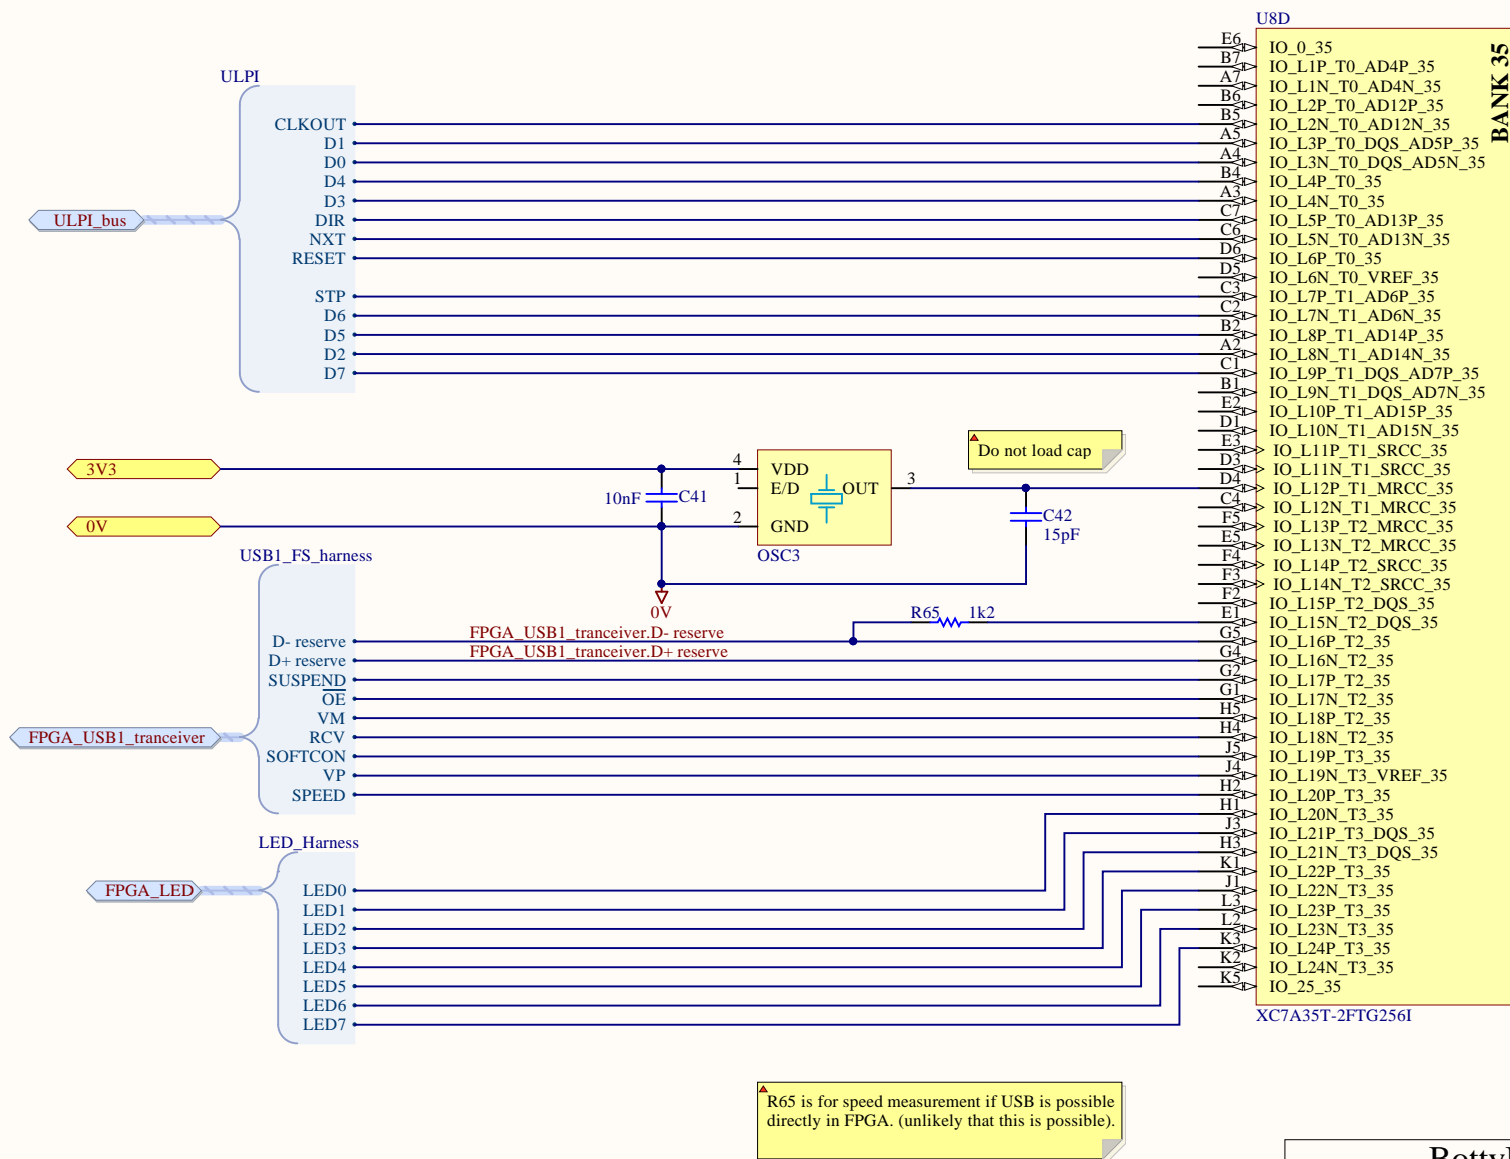 U8D
BANK 35
E6 IO_0_35
B7 IO_L1P_T0_AD4P_35
A7 IO_L1N_T0_AD4N_35
B6 IO_L2P_T0_AD12P_35
B5 IO_L2N_T0_AD12N_35
A5 IO_L3P_T0_DQS_AD5P_35
A4 IO_L3N_T0_DQS_AD5N_35
B4 IO_L4P_T0_35
A3 IO_L4N_T0_35
C7 IO_L5P_T0_AD13P_35
C6 IO_L5N_T0_AD13N_35
D6 IO_L6P_T0_35
D5 IO_L6N_T0_VREF_35
C3 IO_L7P_T1_AD6P_35
C2 IO_L7N_T1_AD6N_35
B2 IO_L8P_T1_AD14P_35
A2 IO_L8N_T1_AD14N_35
C1 IO_L9P_T1_DQS_AD7P_35
B1 IO_L9N_T1_DQS_AD7N_35
E2 IO_L10P_T1_AD15P_35
D1 IO_L10N_T1_AD15N_35
E3 IO_L11P_T1_SRCC_35
D3 IO_L11N_T1_SRCC_35
D4 IO_L12P_T1_MRCC_35
C4 IO_L12N_T1_MRCC_35
F5 IO_L13P_T2_MRCC_35
E5 IO_L13N_T2_MRCC_35
F4 IO_L14P_T2_SRCC_35
F3 IO_L14N_T2_SRCC_35
F2 IO_L15P_T2_DQS_35
E1 IO_L15N_T2_DQS_35
G5 IO_L16P_T2_35
G4 IO_L16N_T2_35
G2 IO_L17P_T2_35
G1 IO_L17N_T2_35
H5 IO_L18P_T2_35
H4 IO_L18N_T2_35
J5 IO_L19P_T3_35
J4 IO_L19N_T3_VREF_35
H2 IO_L20P_T3_35
H1 IO_L20N_T3_35
J3 IO_L21P_T3_DQS_35
H3 IO_L21N_T3_DQS_35
K1 IO_L22P_T3_35
J1 IO_L22N_T3_35
L3 IO_L23P_T3_35
L2 IO_L23N_T3_35
K3 IO_L24P_T3_35
K2 IO_L24N_T3_35
K5 IO_25_35
XC7A35T-2FTG256I
ULPI
ULPI_bus
CLKOUT
D1
D0
D4
D3
DIR
NXT
RESET
STP
D6
D5
D2
D7
3V3
0V
10nF C41
4 VDD
1 E/D OUT 3
2 GND
OSC3
Do not load cap
C42
15pF
0V
R65 1k2
USB1_FS_harness
FPGA_USB1_tranceiver
FPGA_USB1_tranceiver.D- reserve
FPGA_USB1_tranceiver.D+ reserve
D- reserve
D+ reserve
SUSPEND
OE
VM
RCV
SOFTCON
VP
SPEED
LED_Harness
FPGA_LED
LED0
LED1
LED2
LED3
LED4
LED5
LED6
LED7
R65 is for speed measurement if USB is possible
directly in FPGA. (unlikely that this is possible).